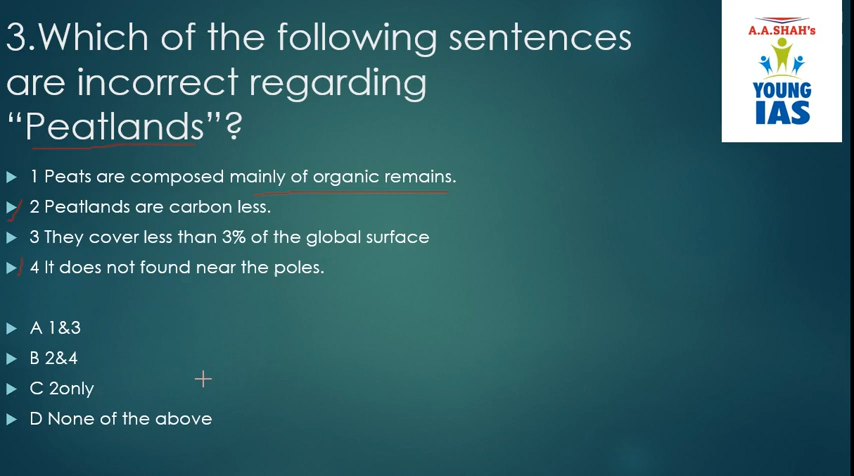 3.Which of the following sentences
are incorrect regarding
“Peatlands”?
A.A.SHAH's
YOUNG
IAS
1 Peats are composed mainly of organic remains.
2 Peatlands are carbon less.
3 They cover less than 3% of the global surface
4 It does not found near the poles.
A 1&3
B 2&4
C 2only
D None of the above